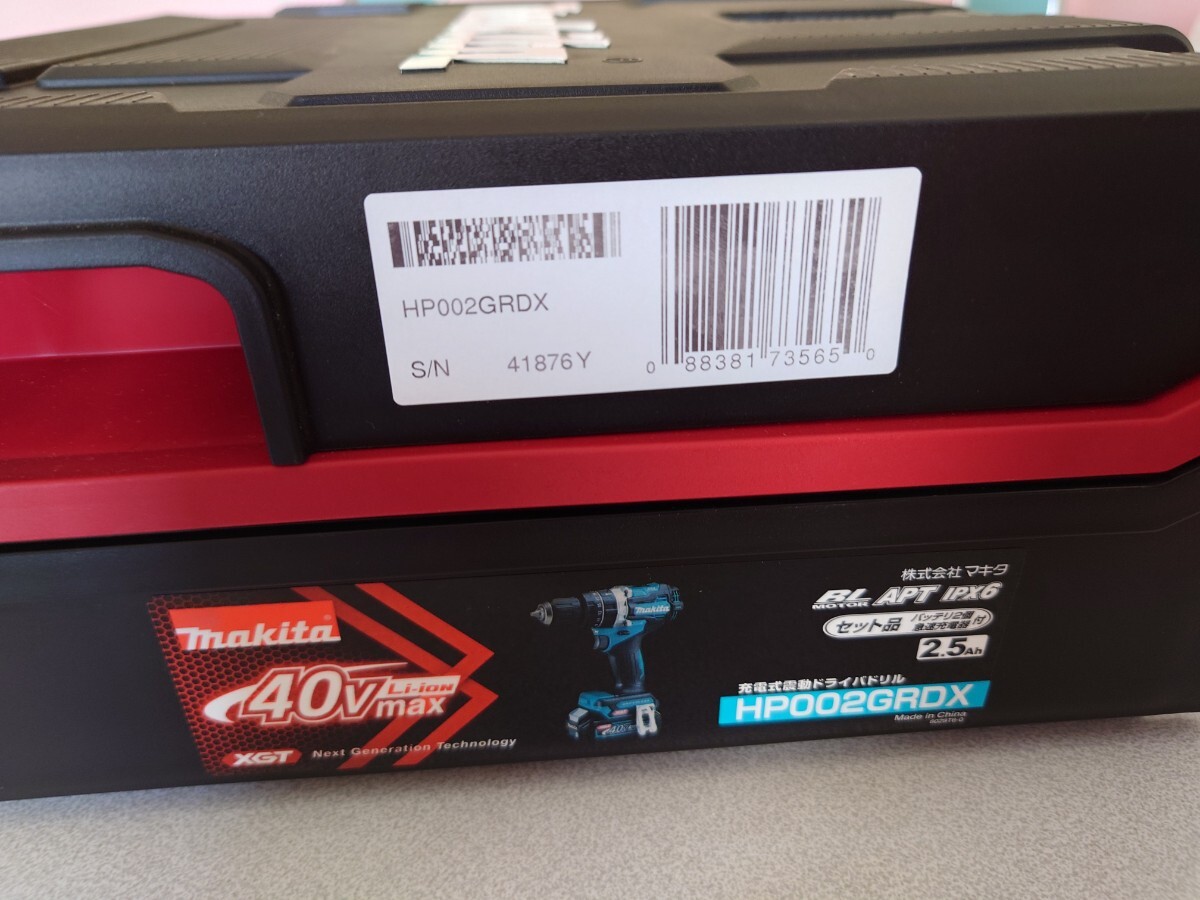 HP002GRDX
S/N 41876Y
0 88381 73565 0
makita
40Vmax Li-ion
XGT Next Generation Technology
makita
株式会社 マキタ
BL MOTOR APT IPX6
セット品 バッテリ2個 急速充電器 付
2.5Ah
充電式震動ドライバドリル
HP002GRDX
Made in China